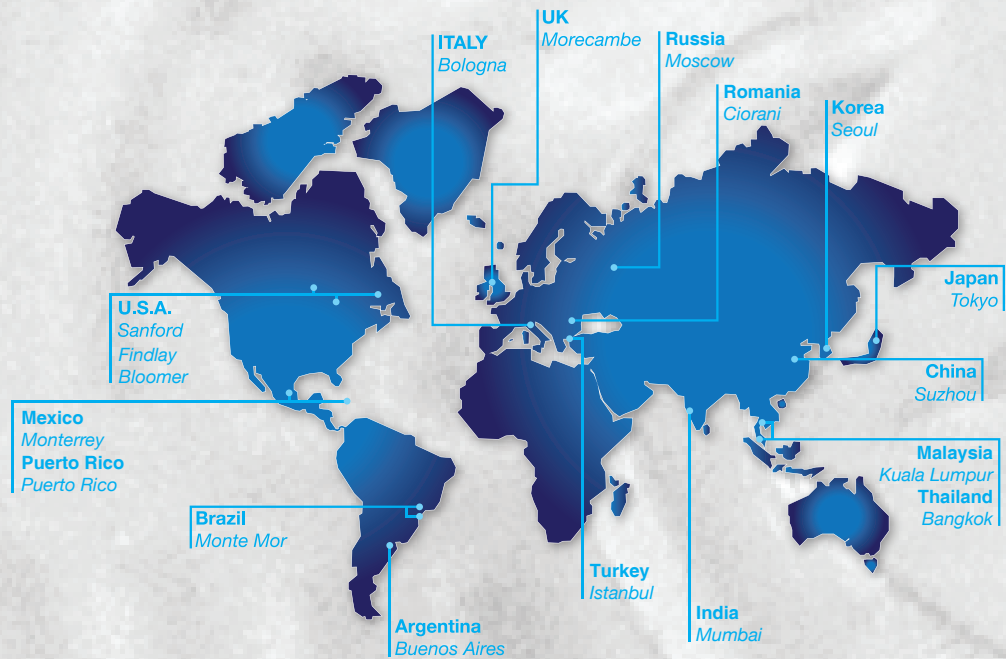 UK
Morecambe
ITALY
Bologna
Russia
Moscow
Romania
Ciorani
Korea
Seoul
U.S.A.
Sanford
Findlay
Bloomer
Japan
Tokyo
China
Suzhou
Mexico
Monterrey
Puerto Rico
Puerto Rico
Malaysia
Kuala Lumpur
Thailand
Bangkok
Brazil
Monte Mor
Turkey
Istanbul
India
Mumbai
Argentina
Buenos Aires